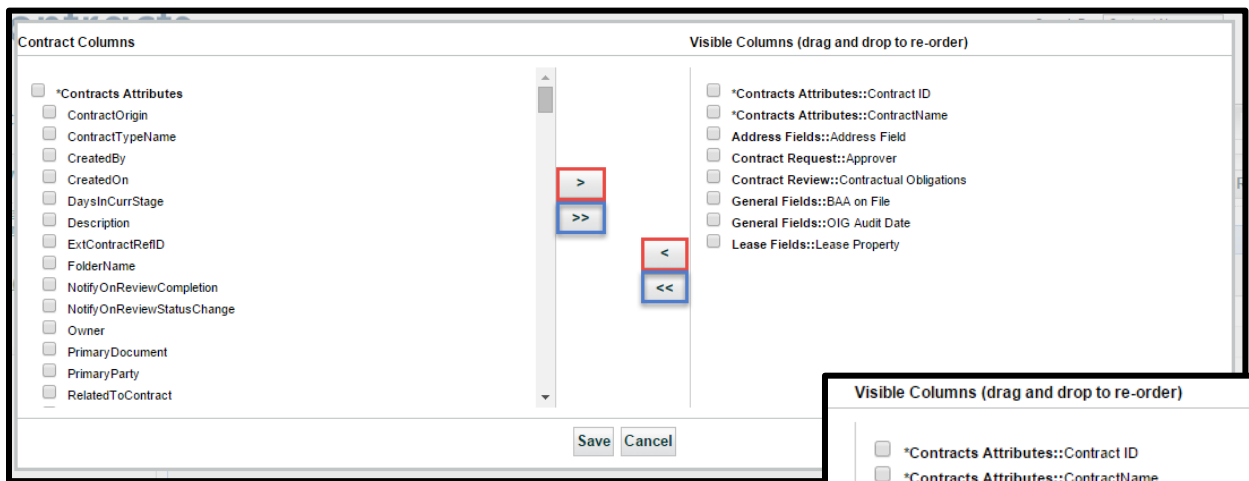 Contract Columns
Visible Columns (drag and drop to re-order)
*Contracts Attributes
ContractOrigin
ContractTypeName
CreatedBy
CreatedOn
DaysInCurrStage
Description
ExtContractRefID
FolderName
NotifyOnReviewCompletion
NotifyOnReviewStatusChange
Owner
PrimaryDocument
PrimaryParty
RelatedToContract
>
>>
<
<<
*Contracts Attributes::Contract ID
*Contracts Attributes::ContractName
Address Fields::Address Field
Contract Request::Approver
Contract Review::Contractual Obligations
General Fields::BAA on File
General Fields::OIG Audit Date
Lease Fields::Lease Property
Save Cancel
Visible Columns (drag and drop to re-order)
*Contracts Attributes::Contract ID
*Contracts Attributes::ContractName